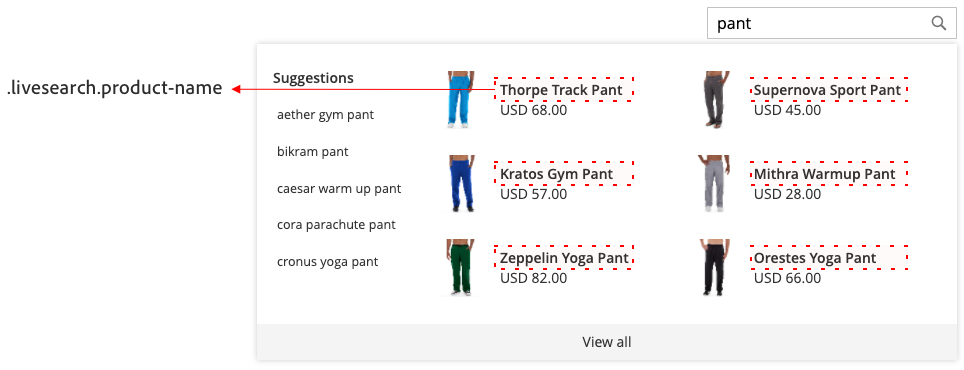 pant
.livesearch.product-name
Suggestions
aether gym pant
bikram pant
caesar warm up pant
cora parachute pant
cronus yoga pant
Thorpe Track Pant
USD 68.00
Supernova Sport Pant
USD 45.00
Kratos Gym Pant
USD 57.00
Mithra Warmup Pant
USD 28.00
Zeppelin Yoga Pant
USD 82.00
Orestes Yoga Pant
USD 66.00
View all